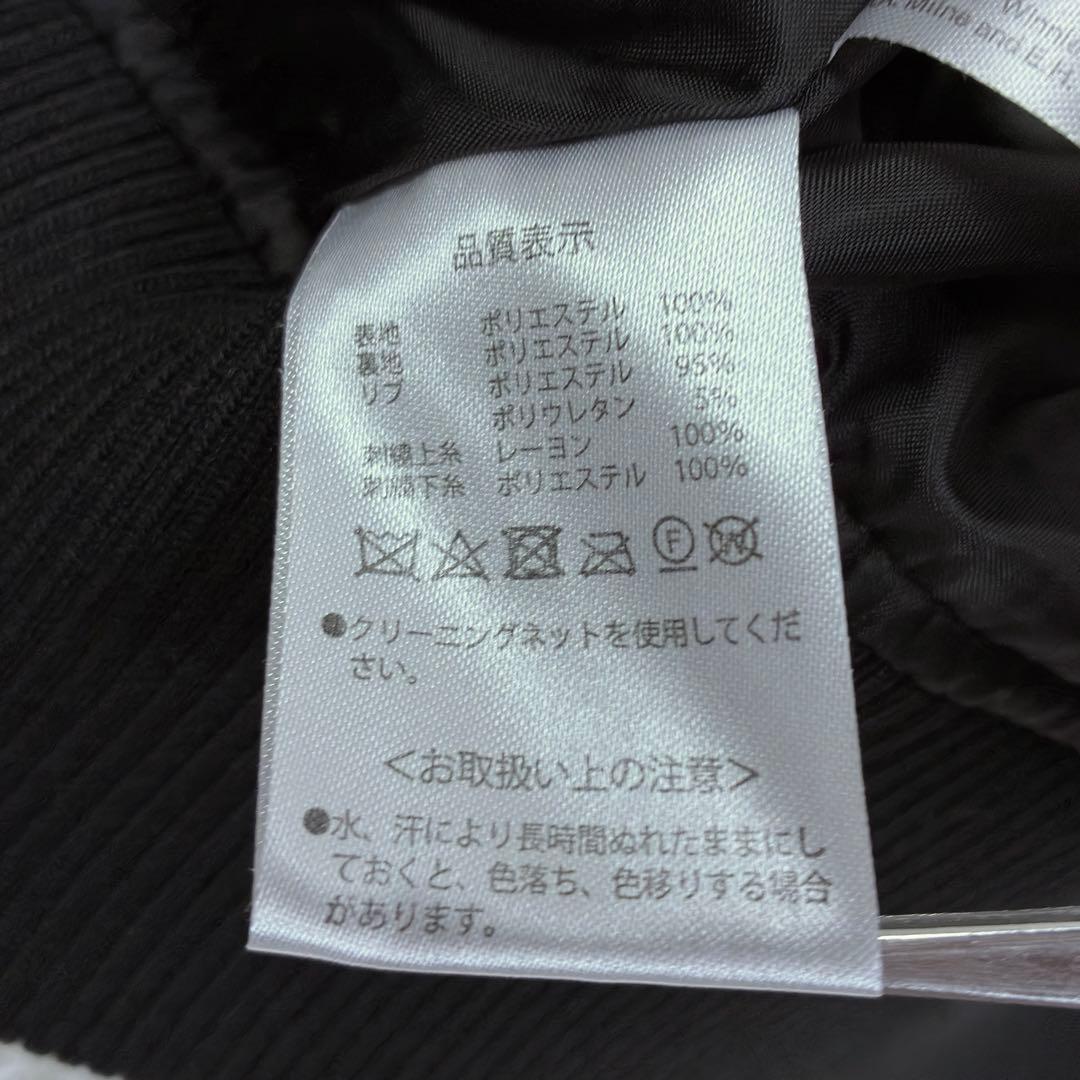 Winnie
A. Milne and E.H.
品質表示
表地 ポリエステル 100%
裏地 ポリエステル 100%
リブ ポリエステル 95%
ポリウレタン 5%
刺繍上糸 レーヨン 100%
刺繍下糸 ポリエステル 100%
F W
●クリーニングネットを使用してくだ
さい。
<お取扱い上の注意>
●水、汗により長時間ぬれたままにし
ておくと、色落ち、色移りする場合
があります。